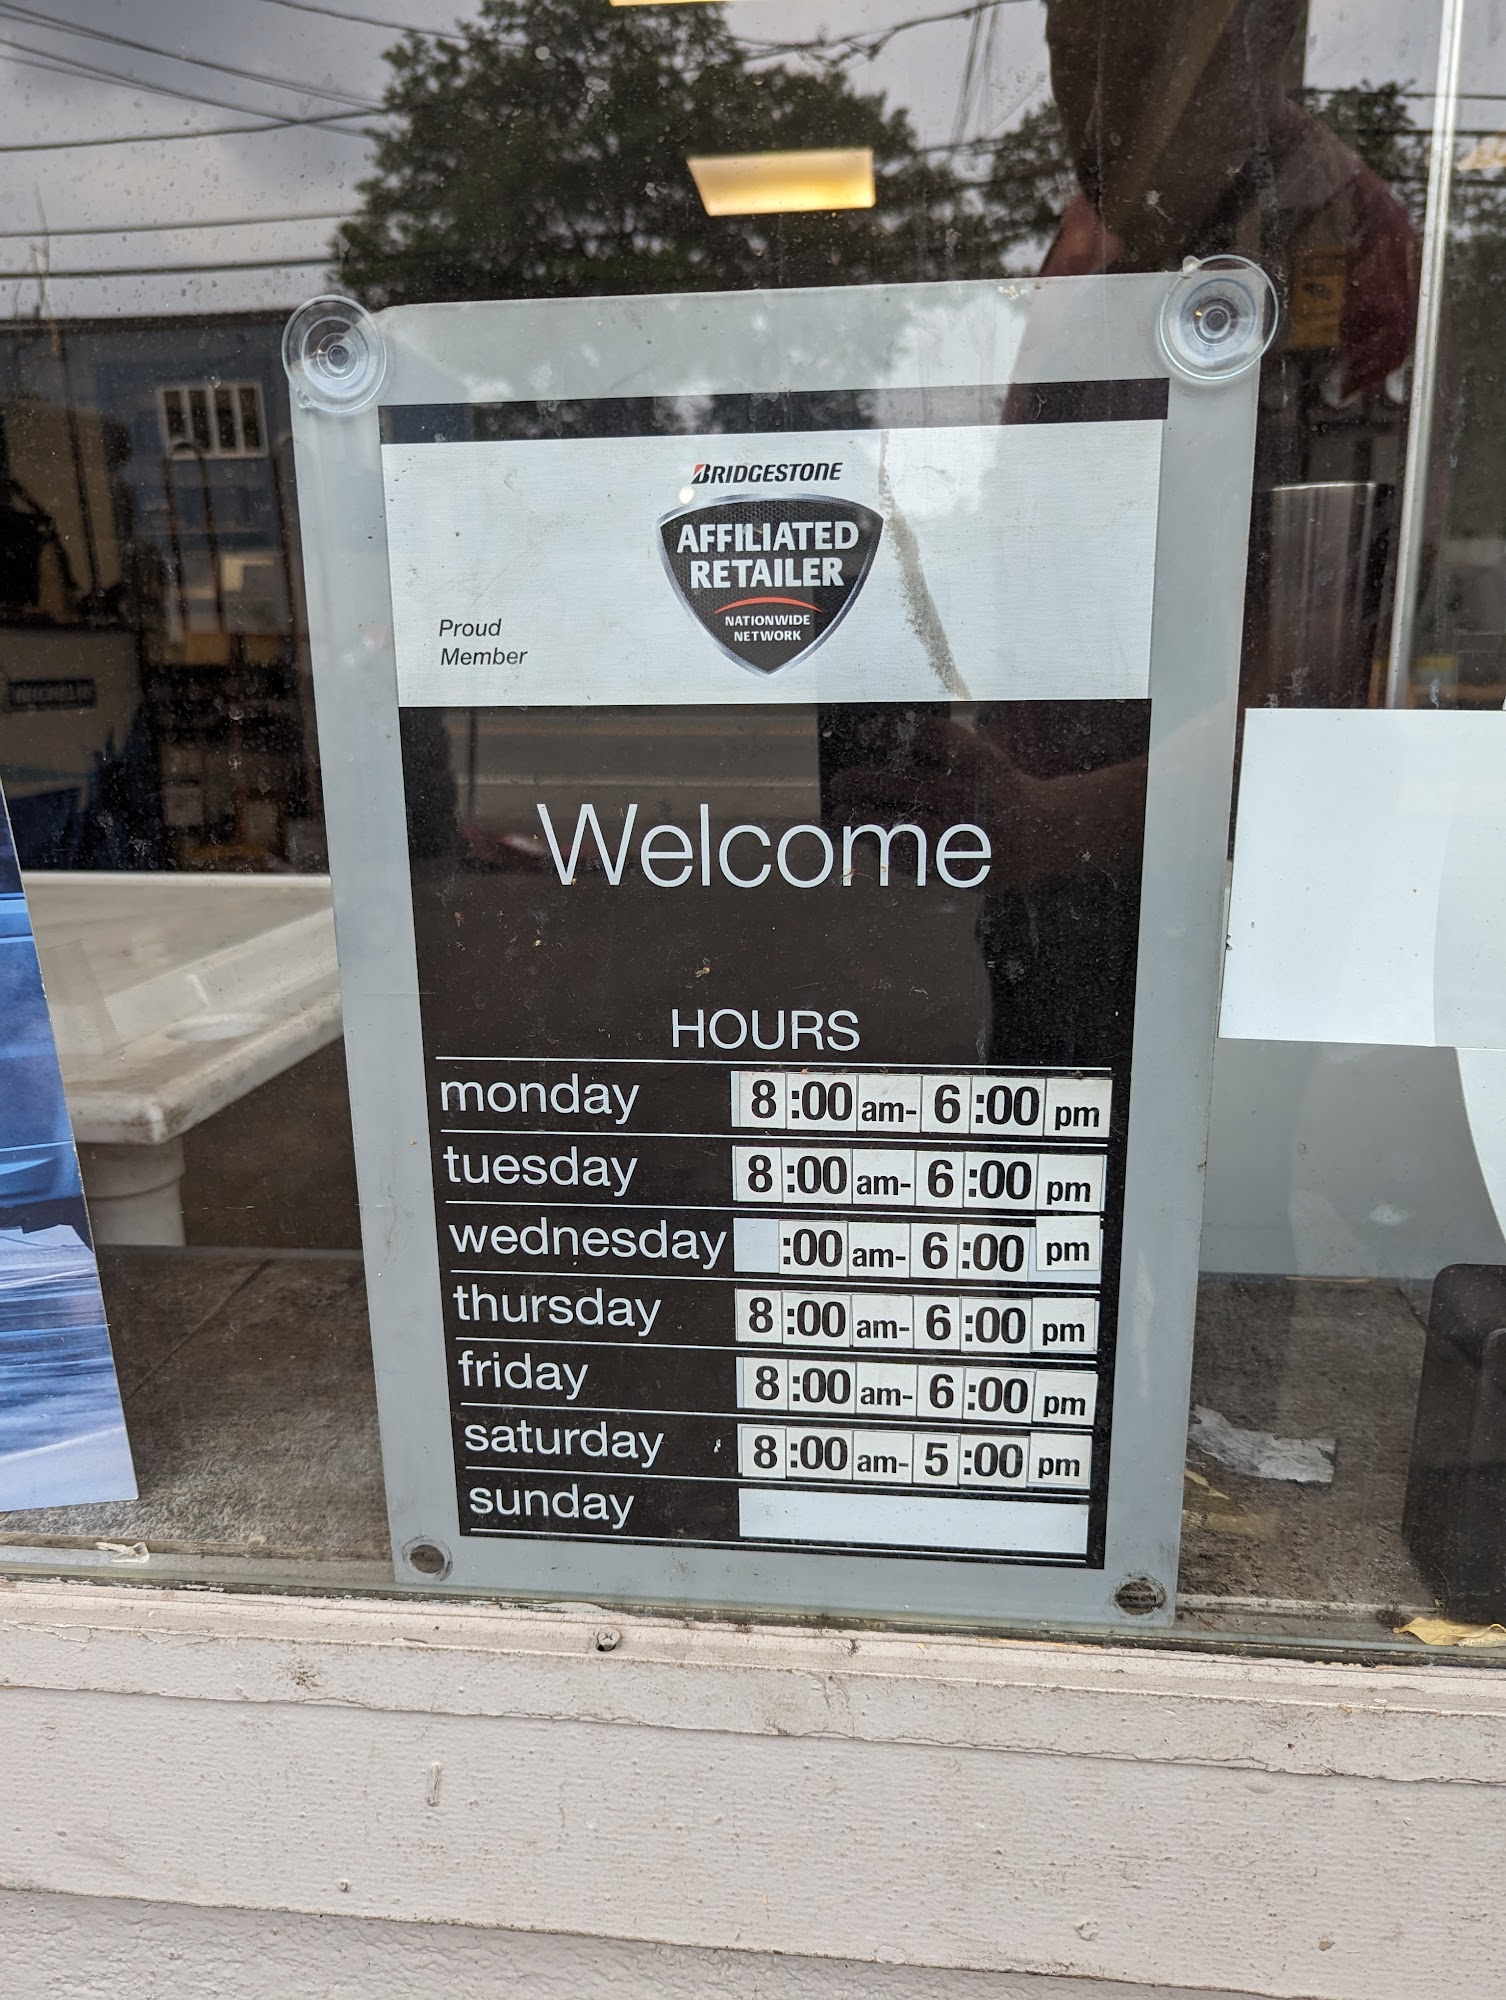 BRIDGESTONE
AFFILIATED
RETAILER
NATIONWIDE
NETWORK
Proud
Member
Welcome
HOURS
monday 8:00 am- 6:00 pm
tuesday 8:00 am- 6:00 pm
wednesday :00 am- 6:00 pm
thursday 8:00 am- 6:00 pm
friday 8:00 am- 6:00 pm
saturday 8:00 am- 5:00 pm
sunday